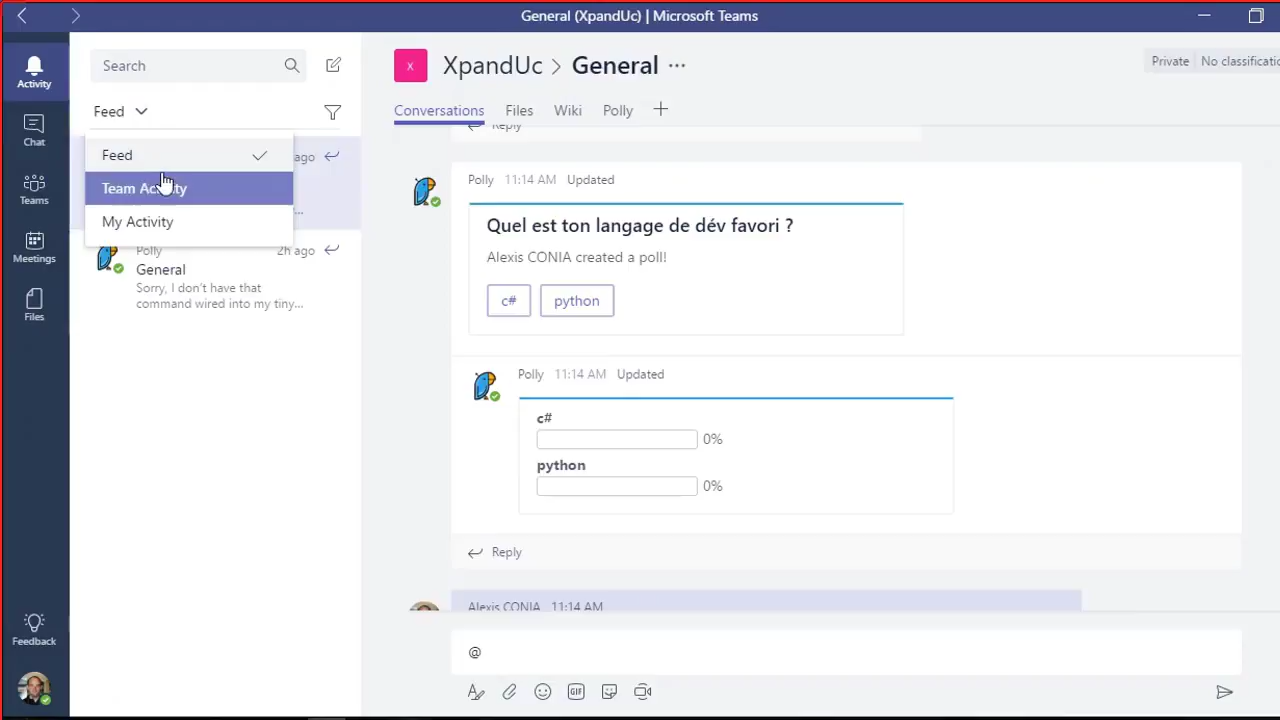 General (XpandUc) | Microsoft Teams
Activity
Chat
Teams
Meetings
Files
Feedback
Search
Feed
Feed
Team Activity
My Activity
ago
...
Polly 2h ago
General
Sorry, I don't have that
command wired into my tiny...
X
XpandUc > General ...
Private No
Conversations Files Wiki Polly +
Reply
Polly 11:14 AM Updated
Quel est ton langage de dév favori ?
Alexis CONIA created a poll!
c# python
Polly 11:14 AM Updated
c#
0%
python
0%
Reply
Alexis CONIA 11:14 AM
@
GIF